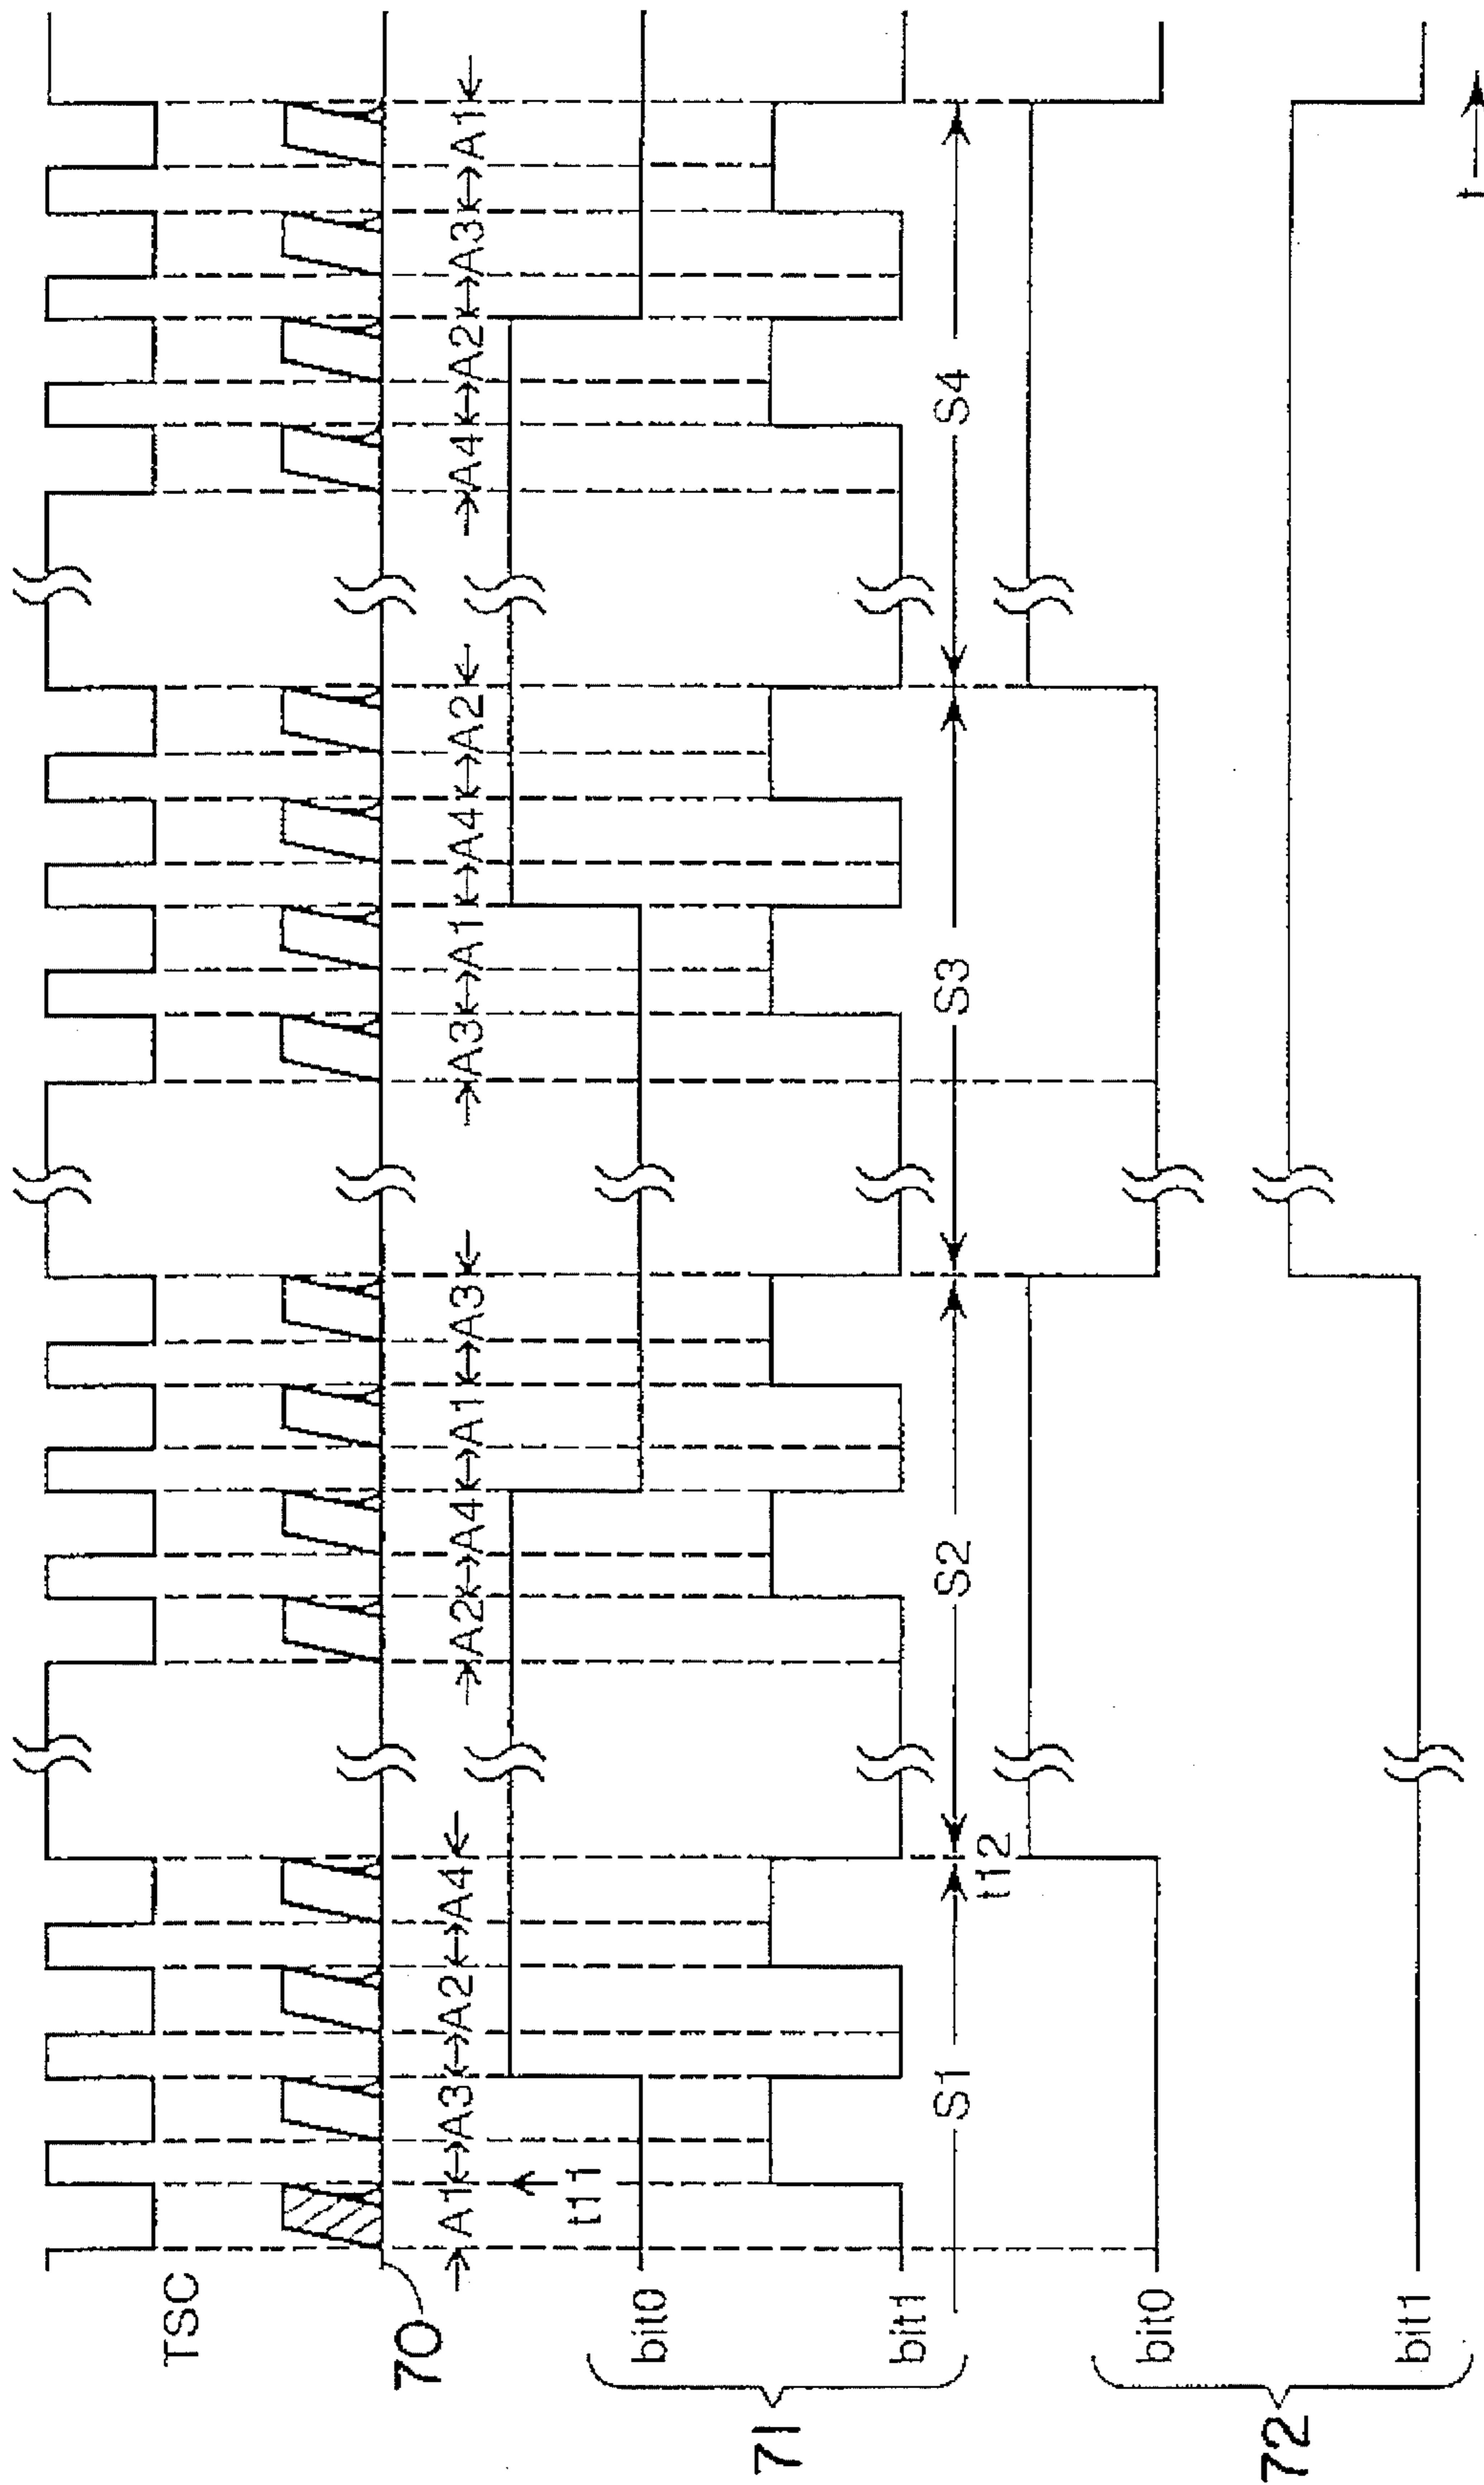 TSC
70
A1 A3 A2 A4 A2 A4 A1 A3 A3 A1 A4 A2 A4 A2 A3 A1
t11
71
bit0
bit1
S1 S2 S3 S4
t12
72
bit0
bit1
t